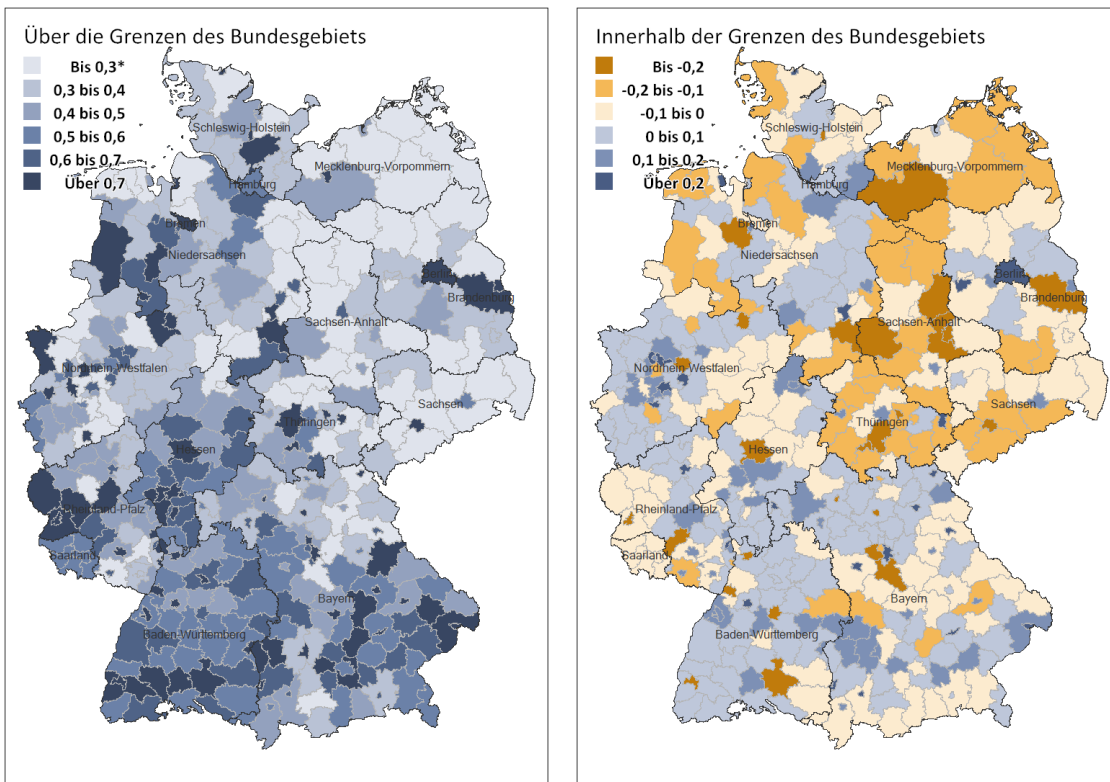 Über die Grenzen des Bundesgebiets
Bis 0,3*
0,3 bis 0,4
0,4 bis 0,5
0,5 bis 0,6
0,6 bis 0,7
Über 0,7
Schleswig-Holstein
Mecklenburg-Vorpommern
Hamburg
Bremen
Niedersachsen
Berlin
Brandenburg
Sachsen-Anhalt
Nordrhein-Westfalen
Sachsen
Thüringen
Hessen
Rheinland-Pfalz
Saarland
Bayern
Baden-Württemberg
Innerhalb der Grenzen des Bundesgebiets
Bis -0,2
-0,2 bis -0,1
-0,1 bis 0
0 bis 0,1
0,1 bis 0,2
Über 0,2
Schleswig-Holstein
Mecklenburg-Vorpommern
Hamburg
Bremen
Niedersachsen
Berlin
Brandenburg
Sachsen-Anhalt
Nordrhein-Westfalen
Sachsen
Thüringen
Hessen
Rheinland-Pfalz
Saarland
Bayern
Baden-Württemberg